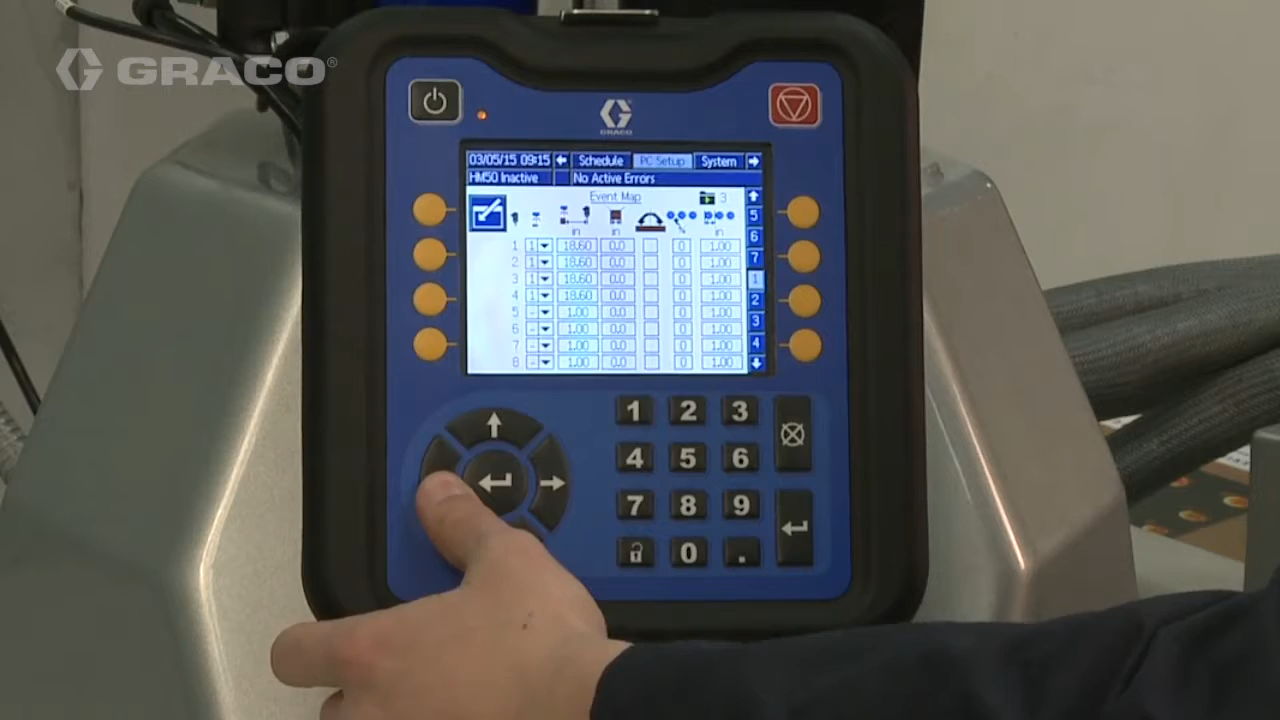 GRACO®
GRACO
03/05/15 09:15 Schedule PC Setup System
HM50 Inactive No Active Errors
Event Map 3
in in in
1 1 18.60 0.0 0 1.00
2 1 18.60 0.0 0 1.00
3 1 18.60 0.0 0 1.00
4 1 18.60 0.0 0 1.00
5 - 1.00 0.0 0 1.00
6 - 1.00 0.0 0 1.00
7 - 1.00 0.0 0 1.00
8 - 1.00 0.0 0 1.00
5
6
7
1
2
3
4
1 2 3
4 5 6
7 8 9
0 .